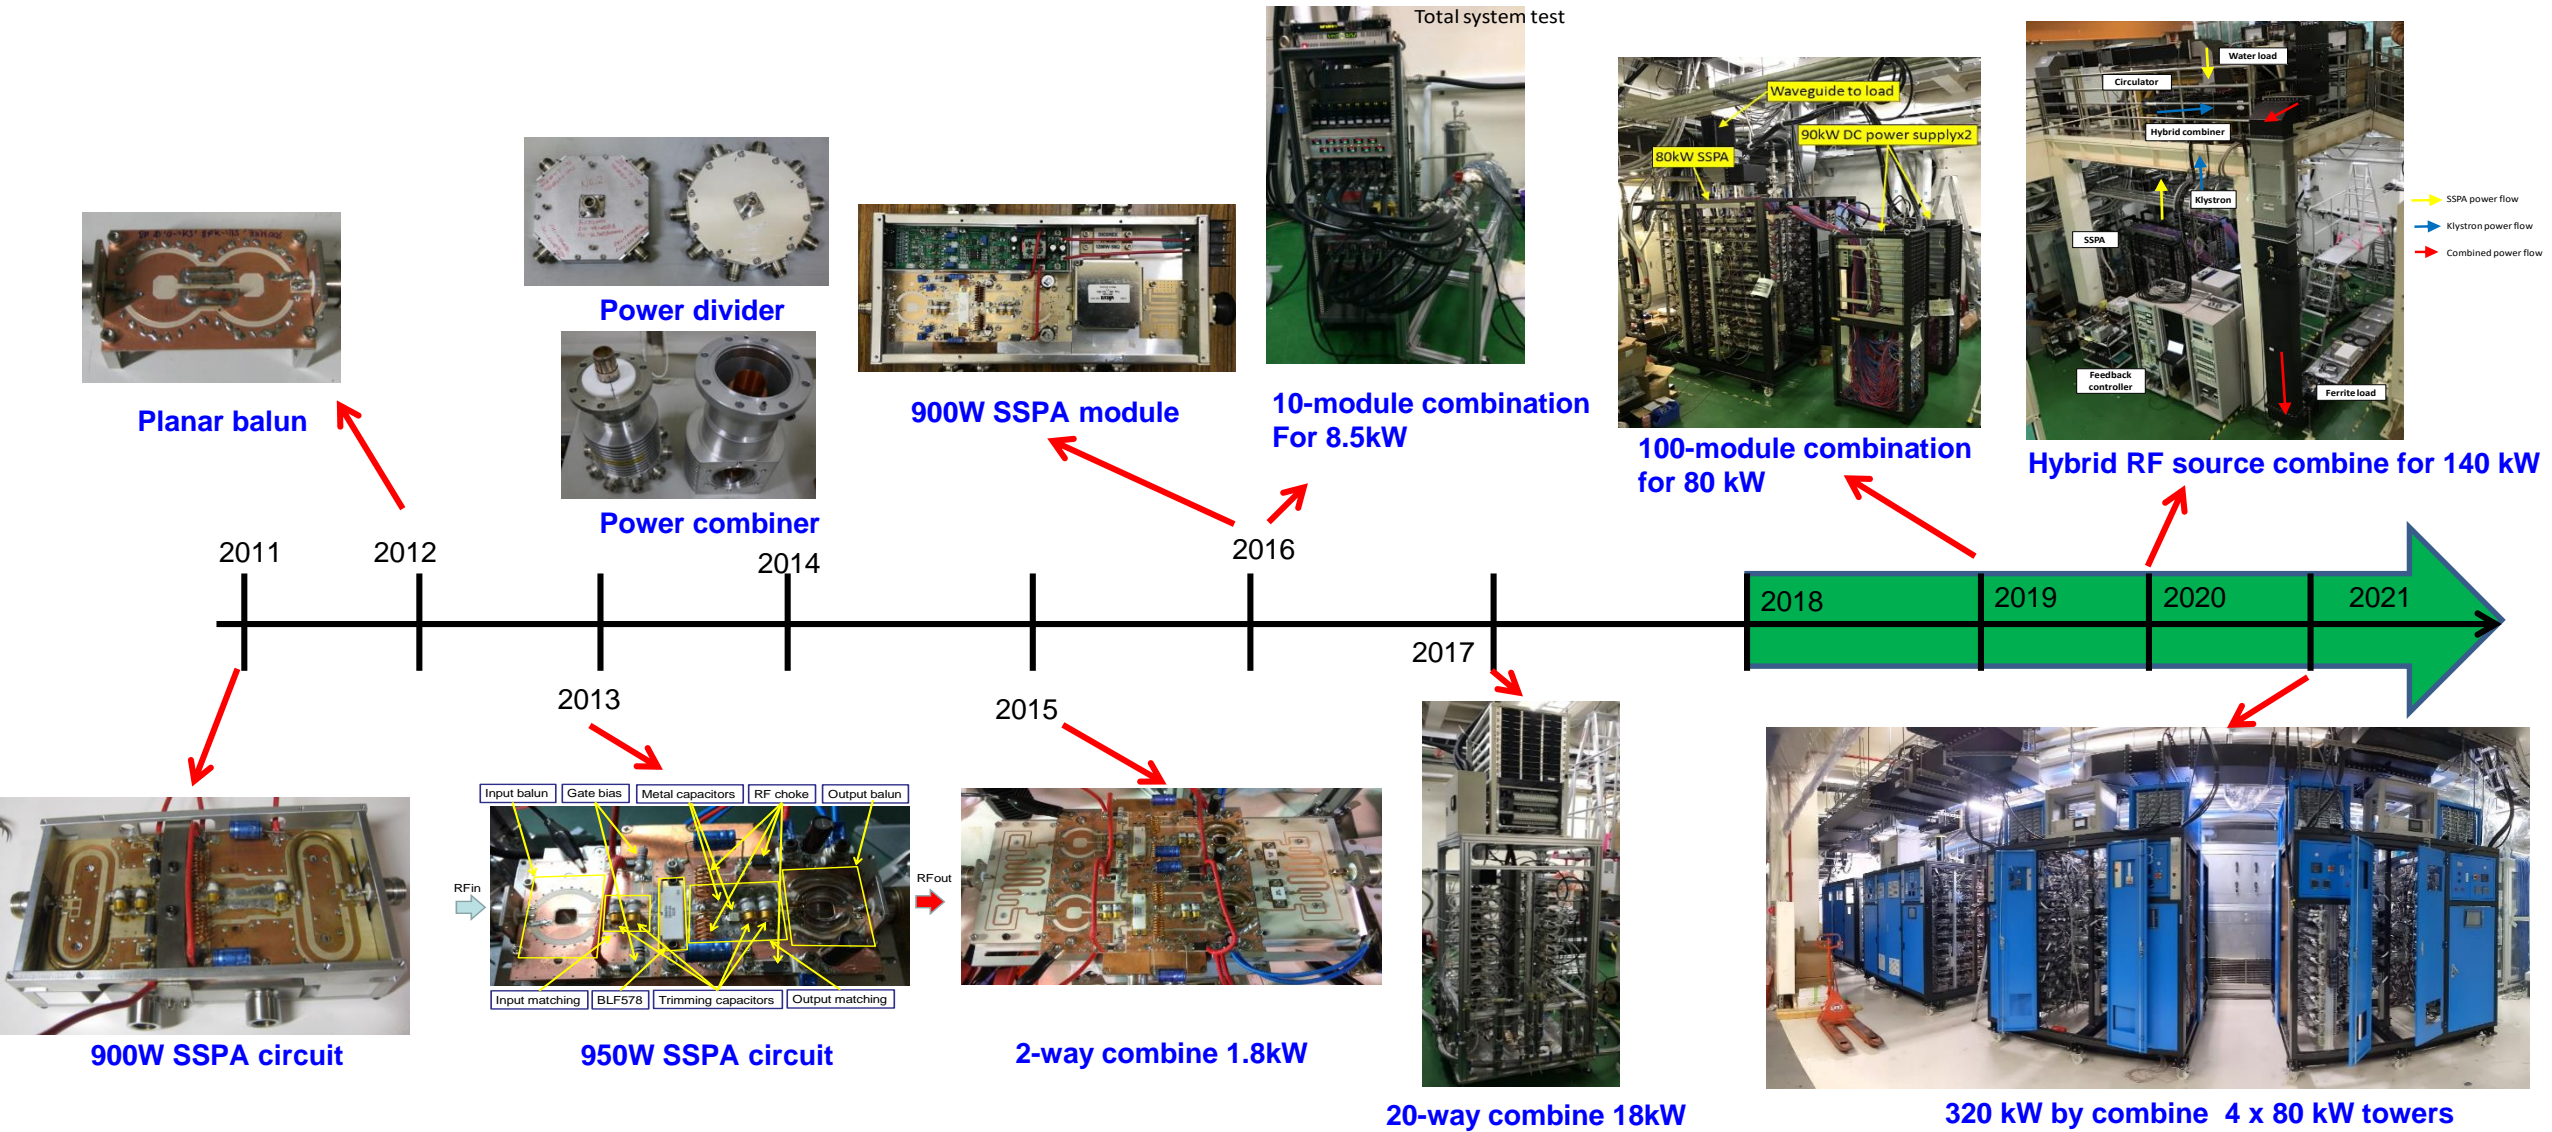 Total system test
Water load
Circulator
Waveguide to load
Hybrid combiner
90kW DC power supplyx2
80kW SSPA
Klystron
SSPA power flow
Klystron power flow
SSPA
Combined power flow
Power divider
Feedback
controller
Ferrite load
Planar balun
900W SSPA module
10-module combination
For 8.5kW
100-module combination
for 80 kW
Hybrid RF source combine for 140 kW
Power combiner
2011
2012
2014
2016
2018
2019
2020
2021
2017
2013
2015
Input balun
Gate bias
Metal capacitors
RF choke
Output balun
RFin
RFout
Input matching
BLF578
Trimming capacitors
Output matching
900W SSPA circuit
950W SSPA circuit
2-way combine 1.8kW
20-way combine 18kW
320 kW by combine 4 x 80 kW towers